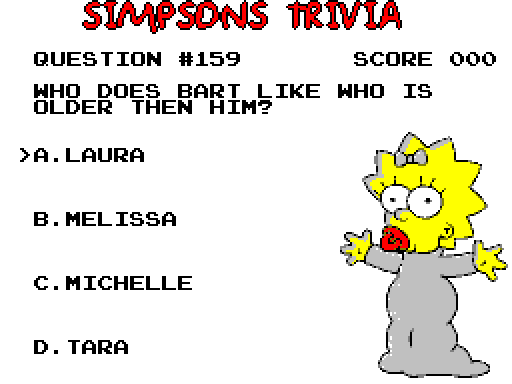 SIMPSONS TRIVIA
QUESTION #159 SCORE 000
WHO DOES BART LIKE WHO IS
OLDER THEN HIM?
>A.LAURA
B.MELISSA
C.MICHELLE
D.TARA